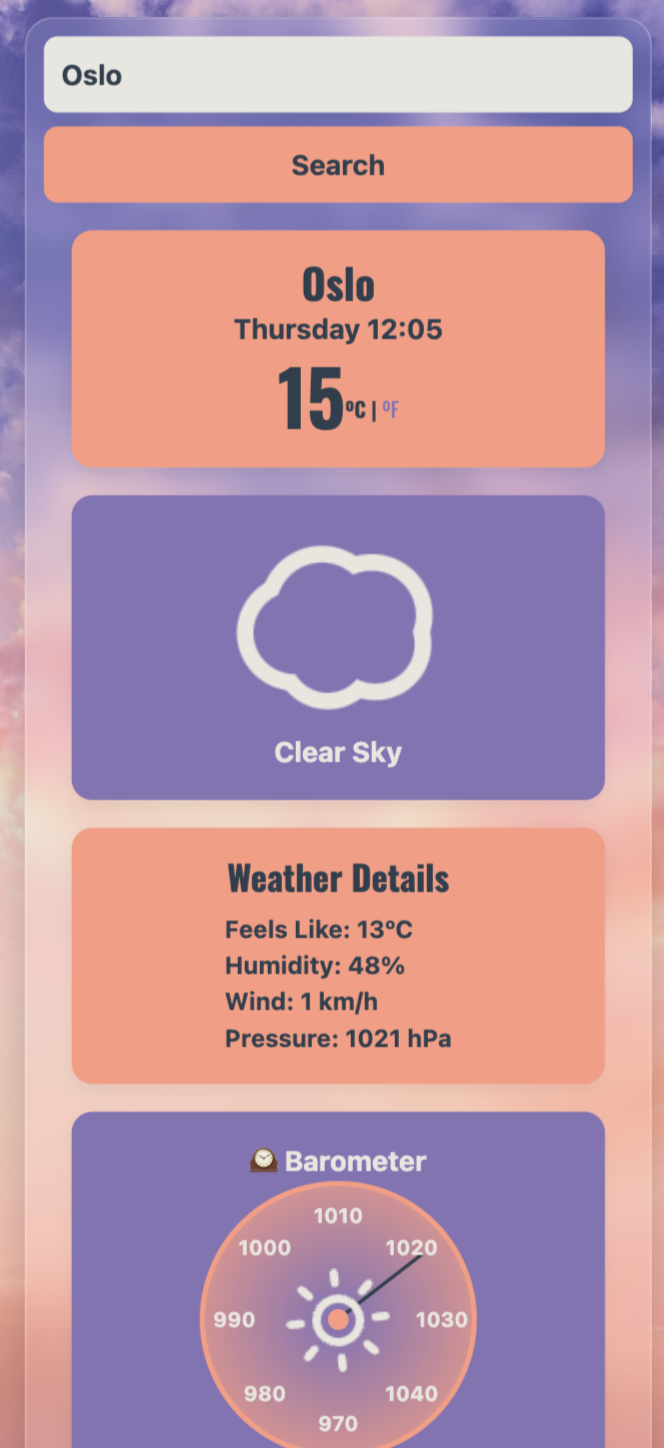 Oslo
Search
Oslo
Thursday 12:05
15ºC | ºF
Clear Sky
Weather Details
Feels Like: 13°C
Humidity: 48%
Wind: 1 km/h
Pressure: 1021 hPa
Barometer
1010
1000 1020
990 1030
980 1040
970